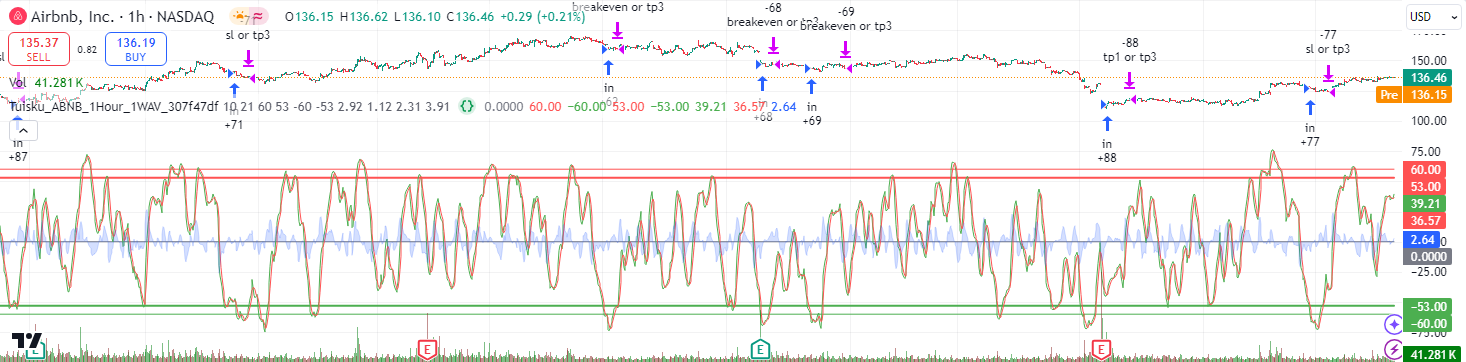 Airbnb, Inc. · 1h · NASDAQ O136.15 H136.62 L136.10 C136.46 +0.29 (+0.21%)
135.37
SELL
0.82
136.19
BUY
USD
Vol 41.281 K
Tuisku_ABNB_1Hour_1WAV_307f47df 10 21 60 53 -60 -53 2.92 1.12 2.31 3.91 0.0000 60.00 −60.00 53.00 −53.00 39.21 36.57 2.64
in
+87
sl or tp3
in
+71
breakeven or tp3
in
-68
breakeven or tp3
in
+68
-69
breakeven or tp3
in
+69
-88
tp1 or tp3
in
+88
-77
sl or tp3
in
+77
150.00
136.46
Pre 136.15
100.00
75.00
60.00
53.00
39.21
36.57
2.64
0.0000
−25.00
−53.00
−60.00
41.281 K
E
E
E
E